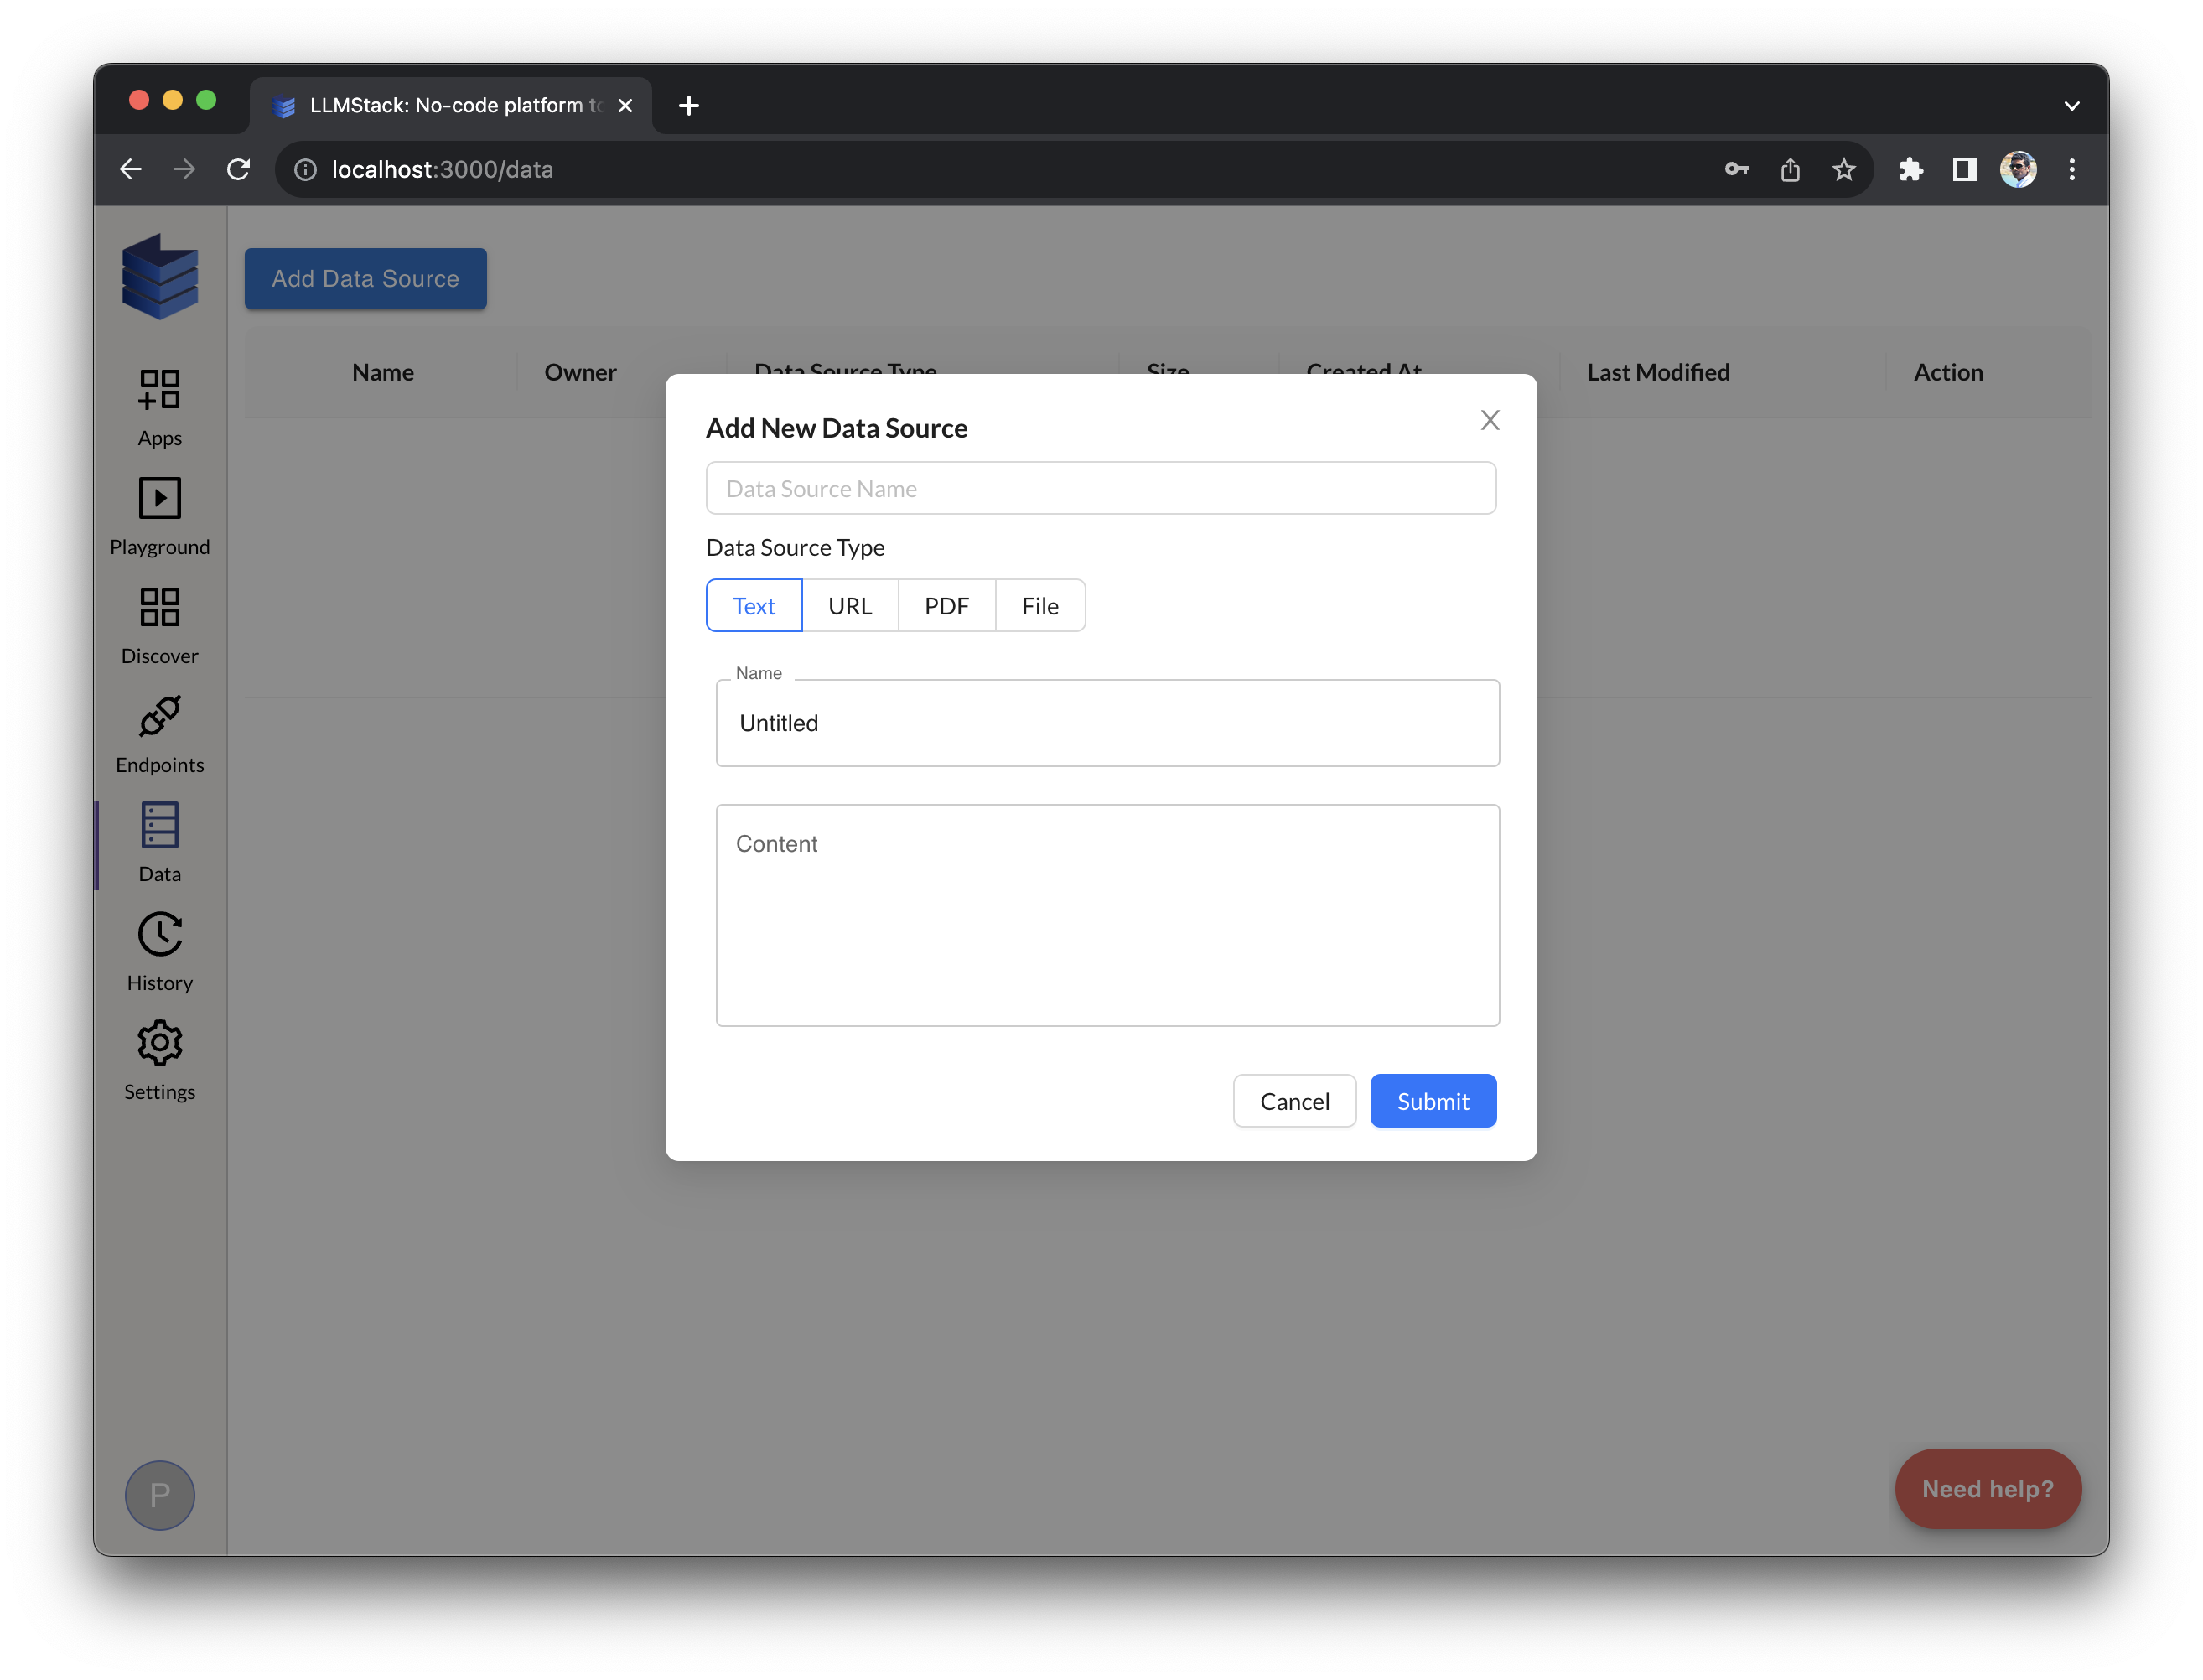 LLMStack: No-code platform to
localhost:3000/data
Add Data Source
Name Owner Data Source Type Size Created At Last Modified Action
Apps
Playground
Discover
Endpoints
Data
History
Settings
P
Add New Data Source
Data Source Name
Data Source Type
Text URL PDF File
Name
Untitled
Content
Cancel Submit
Need help?